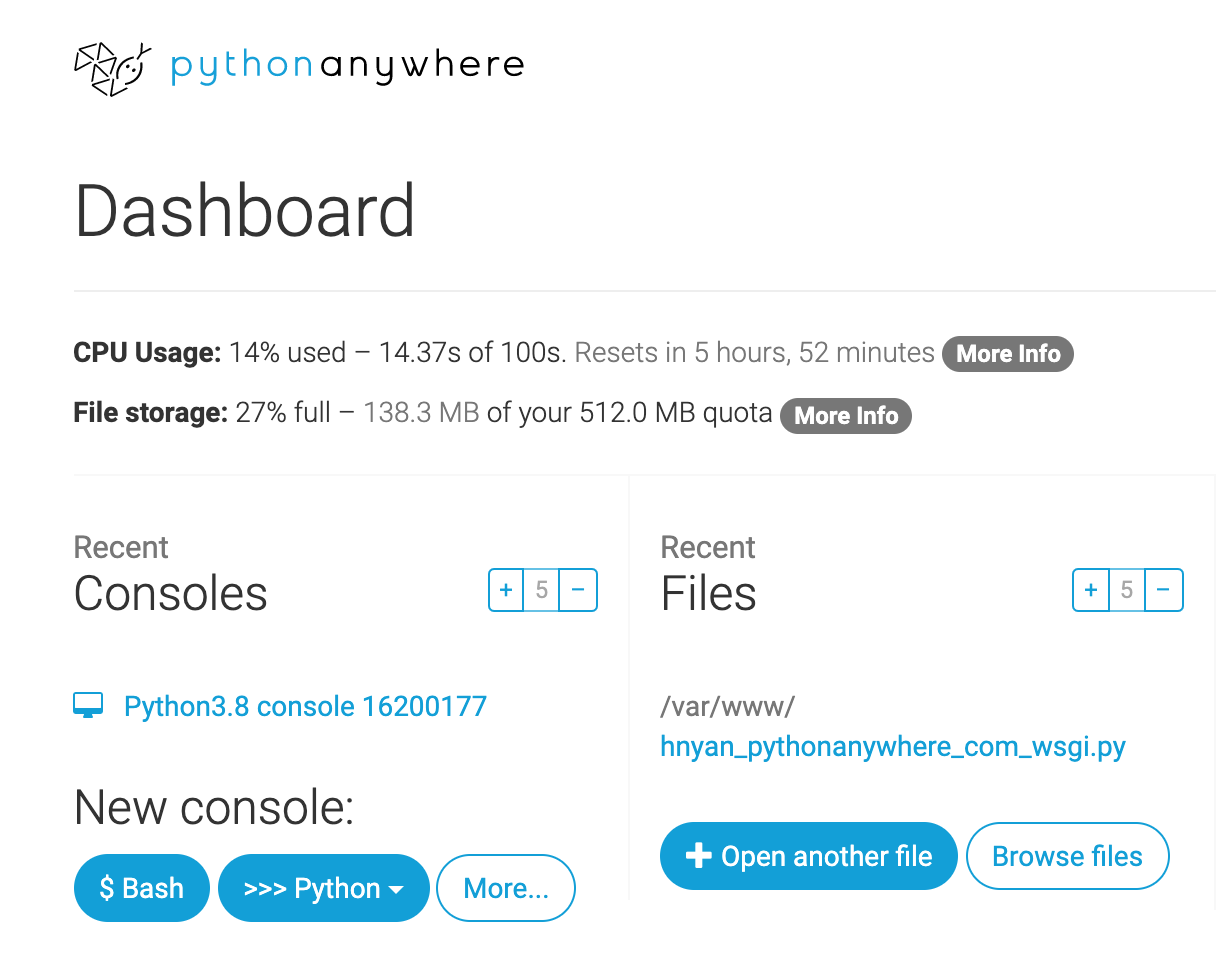 pythonanywhere
Dashboard
CPU Usage: 14% used – 14.37s of 100s. Resets in 5 hours, 52 minutes More Info
File storage: 27% full – 138.3 MB of your 512.0 MB quota More Info
Recent
Consoles
+ 5 −
Python3.8 console 16200177
New console:
$ Bash
>>> Python
More...
Recent
Files
+ 5 −
/var/www/
hnyan_pythonanywhere_com_wsgi.py
+ Open another file
Browse files